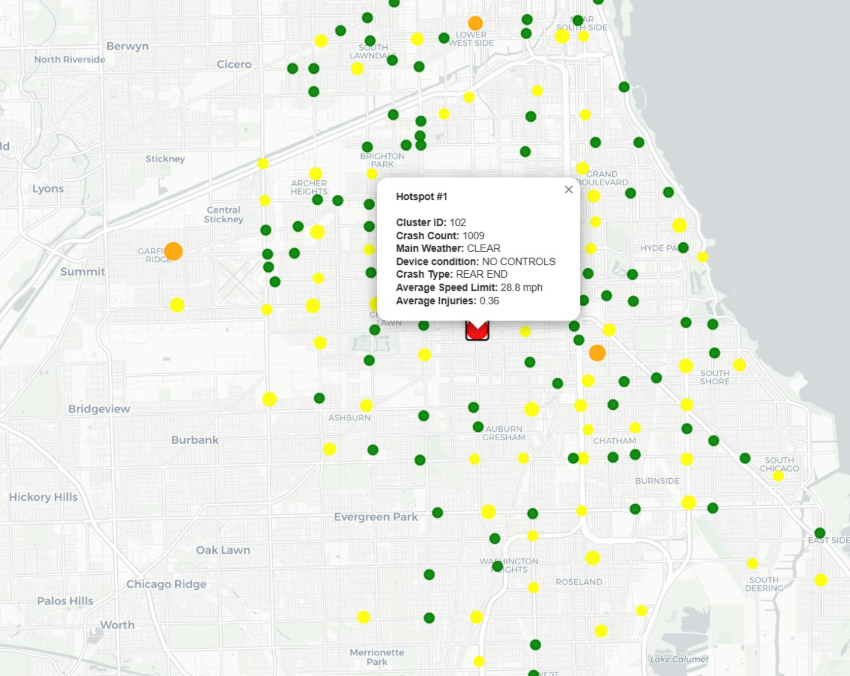 Berwyn
North Riverside
Cicero
SOUTH
LAWNDALE
LOWER
WEST SIDE
NEAR
SOUTH SIDE
Stickney
BRIGHTON
PARK
Lyons
ARCHER
HEIGHTS
GRAND
BOULEVARD
Central
Stickney
HYDE PARK
GARFIELD
RIDGE
Summit
×
Hotspot #1
Cluster ID: 102
Crash Count: 1009
Main Weather: CLEAR
Device condition: NO CONTROLS
Crash Type: REAR END
Average Speed Limit: 28.8 mph
Average Injuries: 0.36
LAWN
SOUTH
SHORE
Bridgeview
ASHBURN
Burbank
AUBURN
GRESHAM
CHATHAM
SOUTH
CHICAGO
BURNSIDE
Hickory Hills
Evergreen Park
EAST SIDE
Oak Lawn
WASHINGTON
HEIGHTS
Chicago Ridge
ROSELAND
SOUTH
DEERING
Palos Hills
Worth
Merrionette
Park
Lake Calumet
WEST